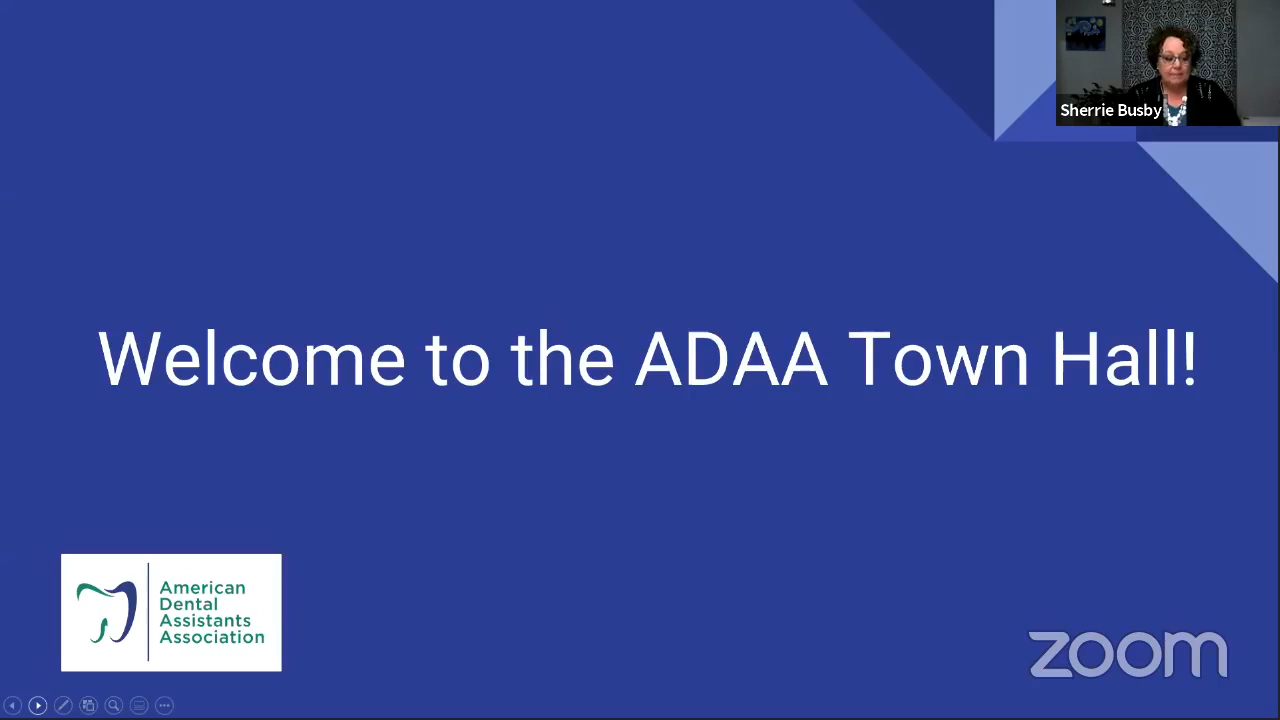 Sherrie Busby
Welcome to the ADAA Town Hall!
American
Dental
Assistants
Association
zoom